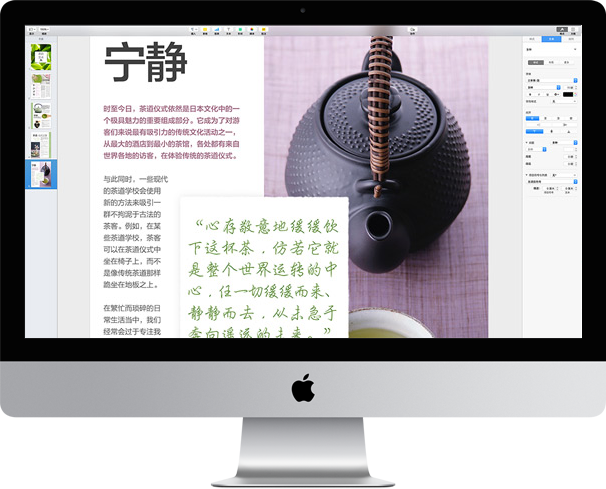 宁静
时至今日，茶道仪式依然是日本文化中的一
个极具魅力的重要组成部分。它成为了对游
客们来说最有吸引力的传统文化活动之一，
从最大的酒店到最小的茶馆，各处都有来自
世界各地的访客，在体验传统的茶道仪式。
与此同时，一些现代
的茶道学校会使用
新的方法来吸引一
群不拘泥于古法的
茶客。例如，在某
些茶道学校，茶客
可以在茶道仪式中
坐在椅子上，而不
是像传统茶道那样
跪坐在地板之上。
在繁忙而琐碎的日
常生活当中，我们
经常会过于专注我
“心存敬意地缓缓饮
下这杯茶，仿若它就
是整个世界运转的中
心，任一切缓缓而来、
静静而去，从未急于
奔向遥远的未来。”